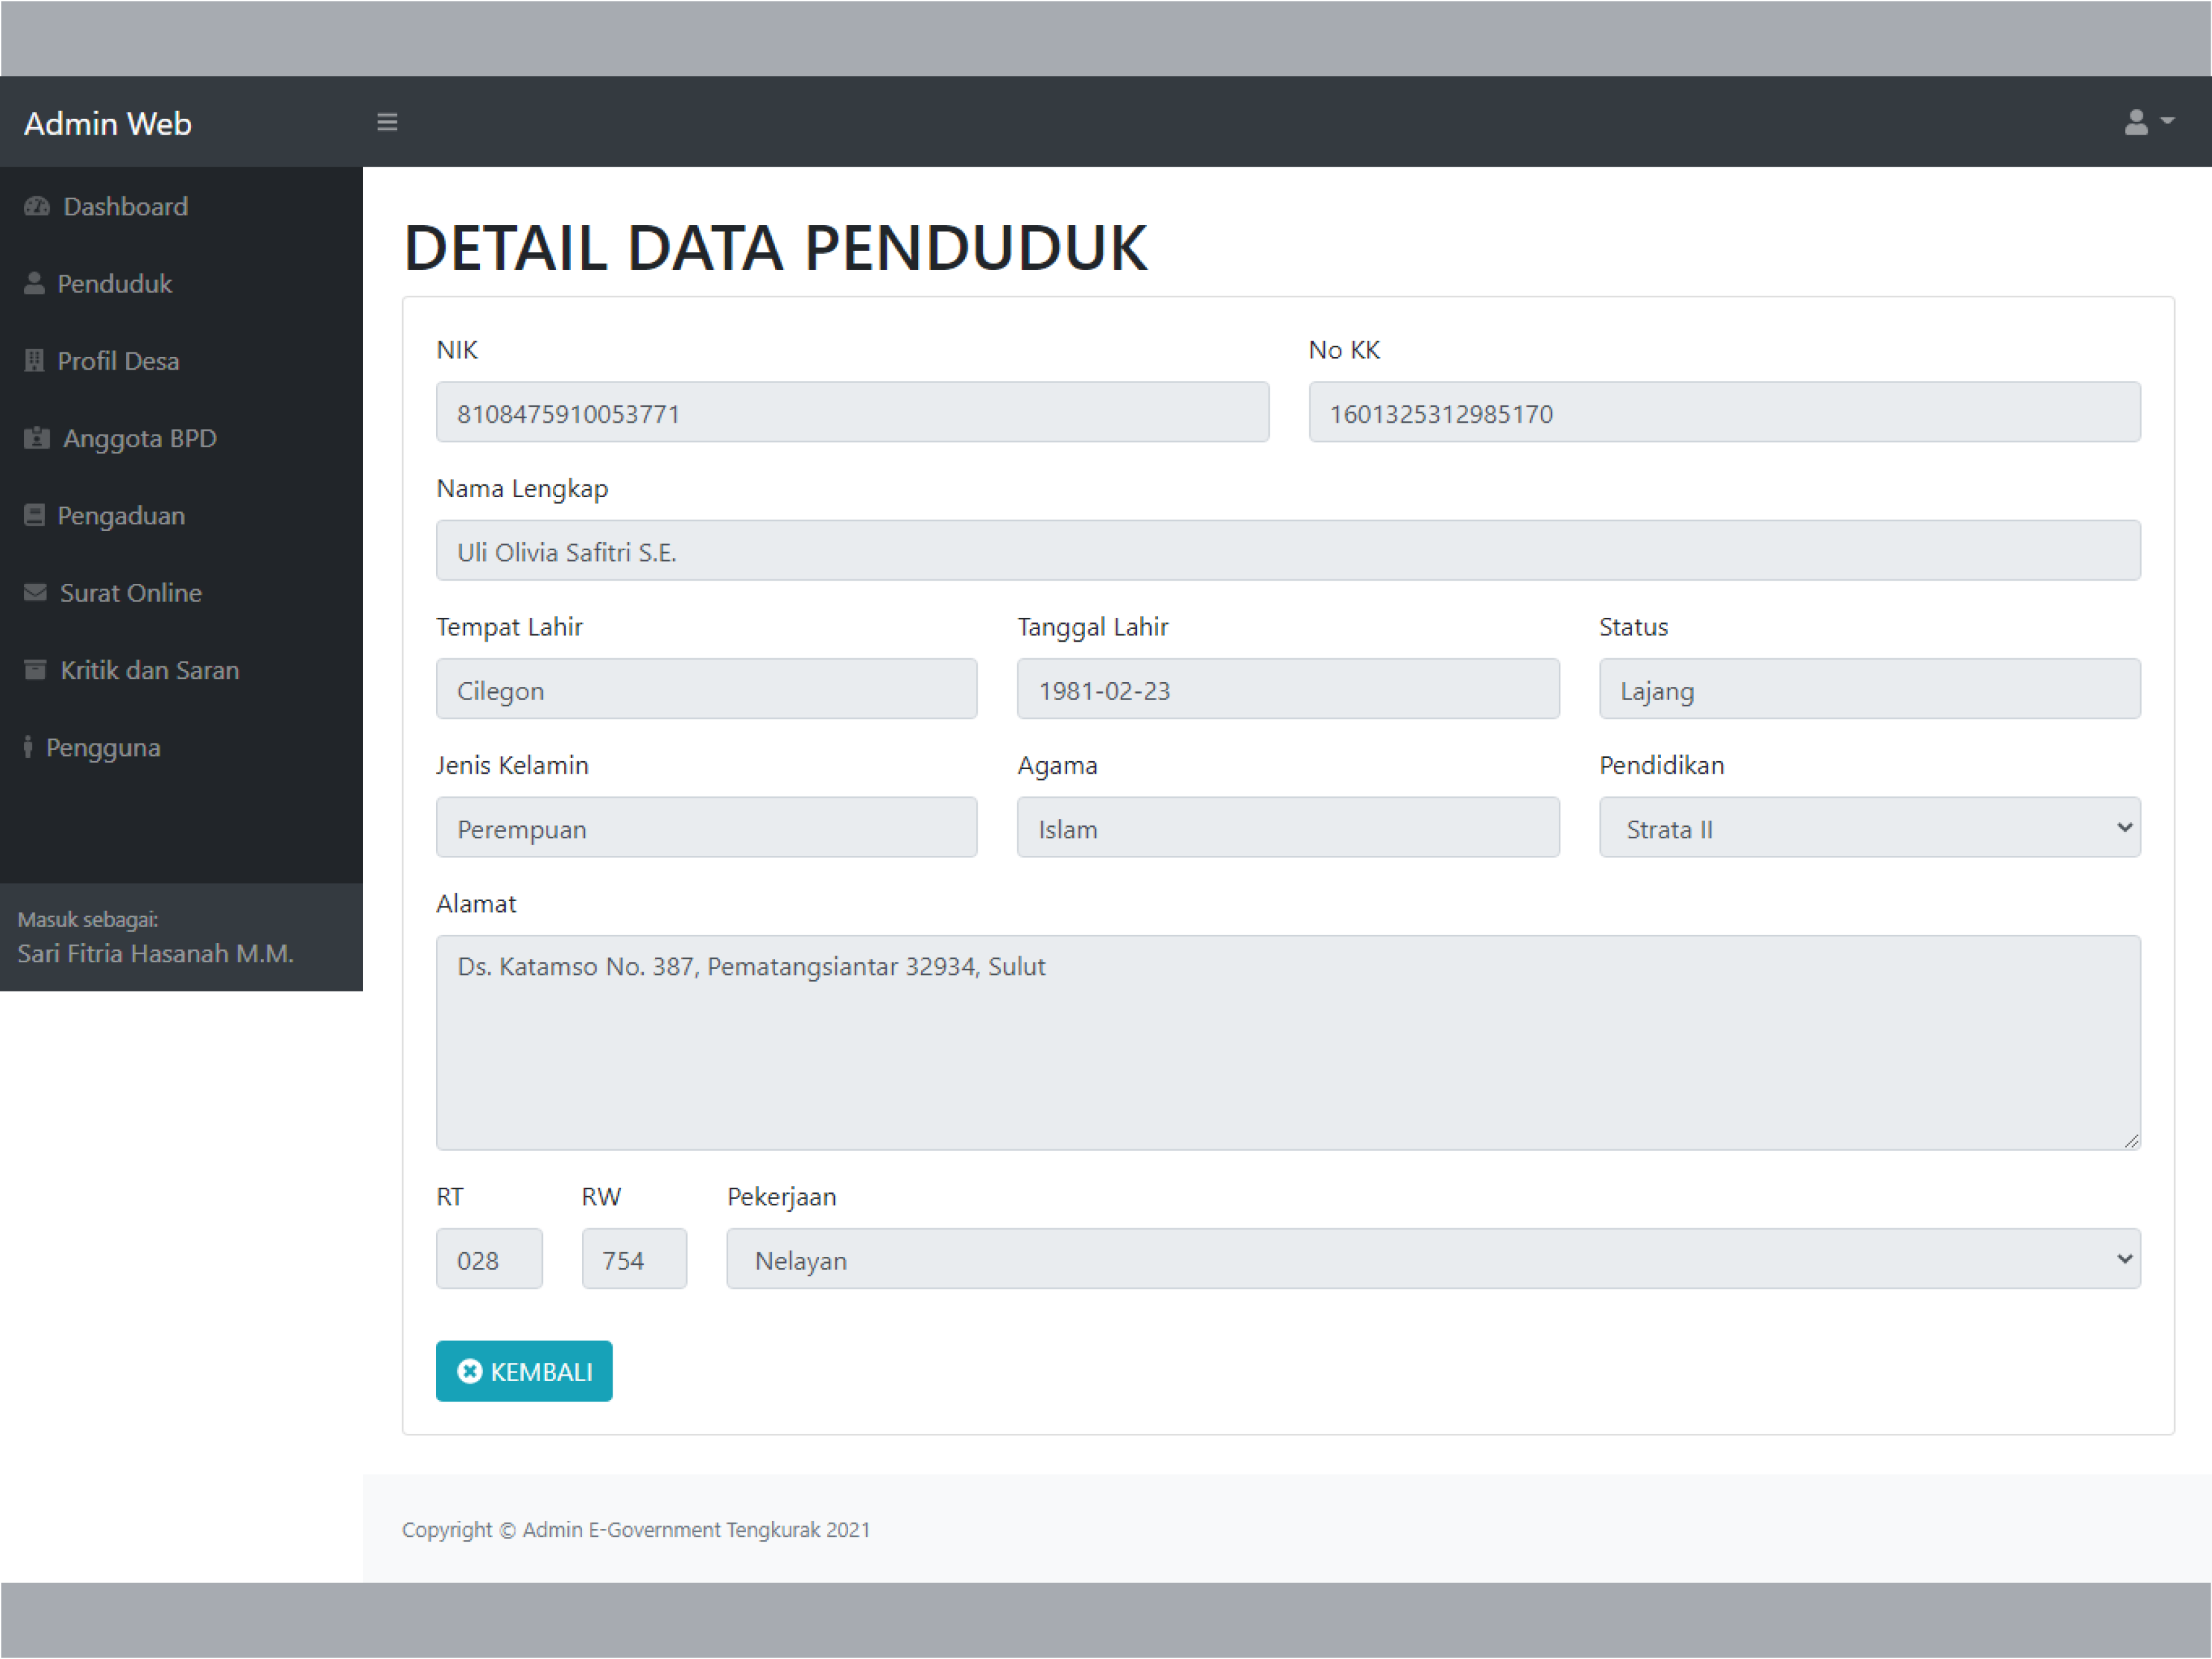 Admin Web
Dashboard
Penduduk
Profil Desa
Anggota BPD
Pengaduan
Surat Online
Kritik dan Saran
Pengguna
Masuk sebagai:
Sari Fitria Hasanah M.M.
DETAIL DATA PENDUDUK
NIK No KK
8108475910053771 1601325312985170
Nama Lengkap
Uli Olivia Safitri S.E.
Tempat Lahir Tanggal Lahir Status
Cilegon 1981-02-23 Lajang
Jenis Kelamin Agama Pendidikan
Perempuan Islam Strata II
Alamat
Ds. Katamso No. 387, Pematangsiantar 32934, Sulut
RT RW Pekerjaan
028 754 Nelayan
KEMBALI
Copyright © Admin E-Government Tengkurak 2021